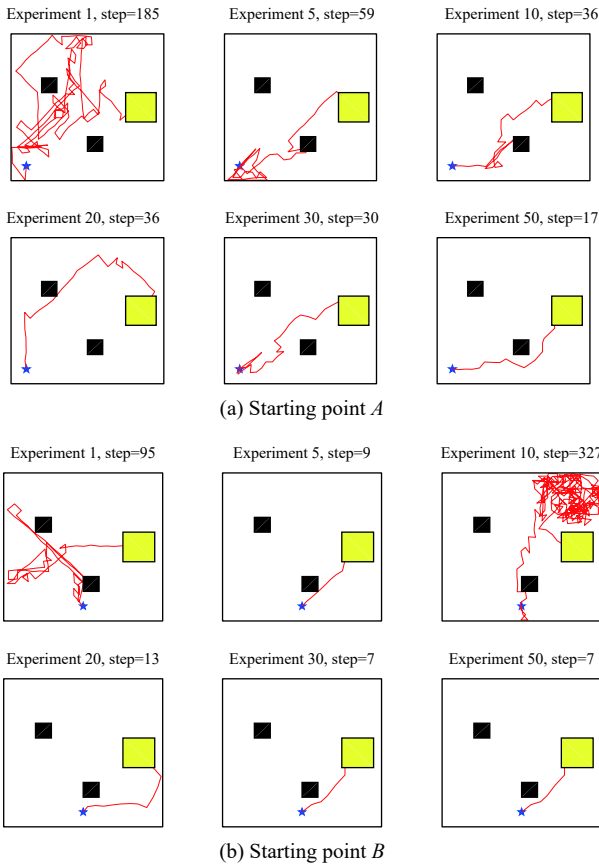 Experiment 1, step=185 Experiment 5, step=59 Experiment 10, step=36
Experiment 20, step=36 Experiment 30, step=30 Experiment 50, step=17
(a) Starting point A
Experiment 1, step=95 Experiment 5, step=9 Experiment 10, step=327
Experiment 20, step=13 Experiment 30, step=7 Experiment 50, step=7
(b) Starting point B